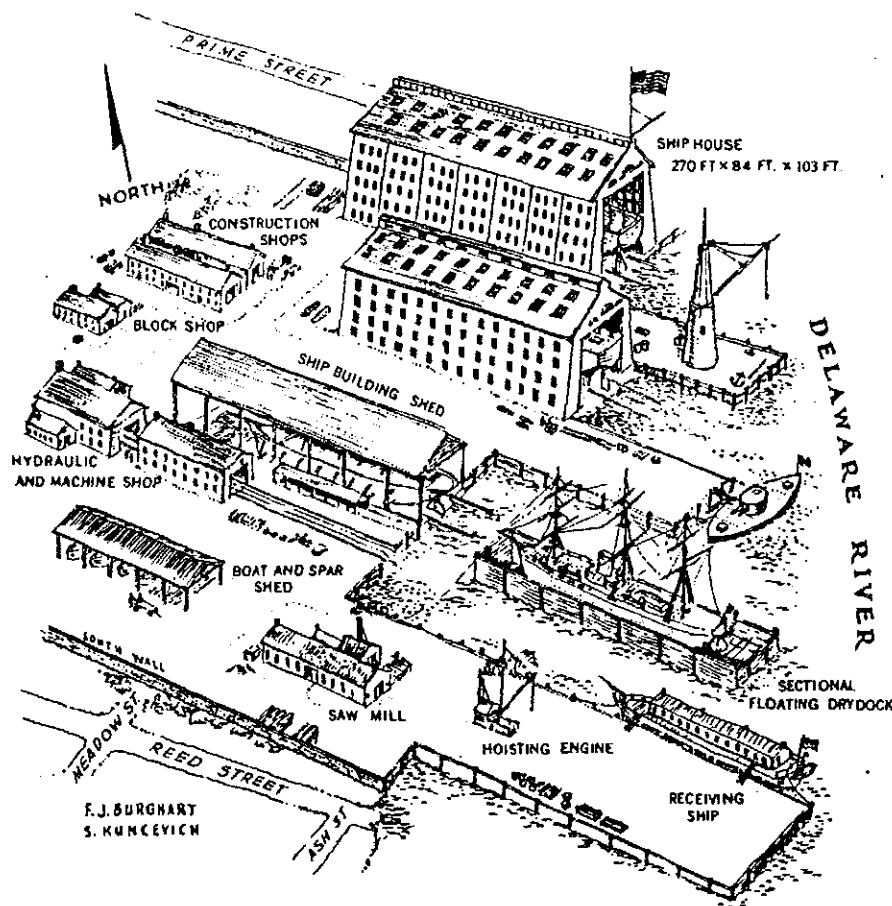 PRIME STREET
SHIP HOUSE
270 FT × 84 FT. × 103 FT.
NORTH
CONSTRUCTION
SHOPS
BLOCK SHOP
SHIP BUILDING SHED
DELAWARE RIVER
HYDRAULIC
AND MACHINE SHOP
BOAT AND SPAR
SHED
SOUTH WALL
SAW MILL
SECTIONAL
FLOATING DRYDOCK
HOISTING ENGINE
MEADOW ST
REED STREET
RECEIVING
SHIP
F.J. BURGHART
S. KUNCEVICH
ASH ST